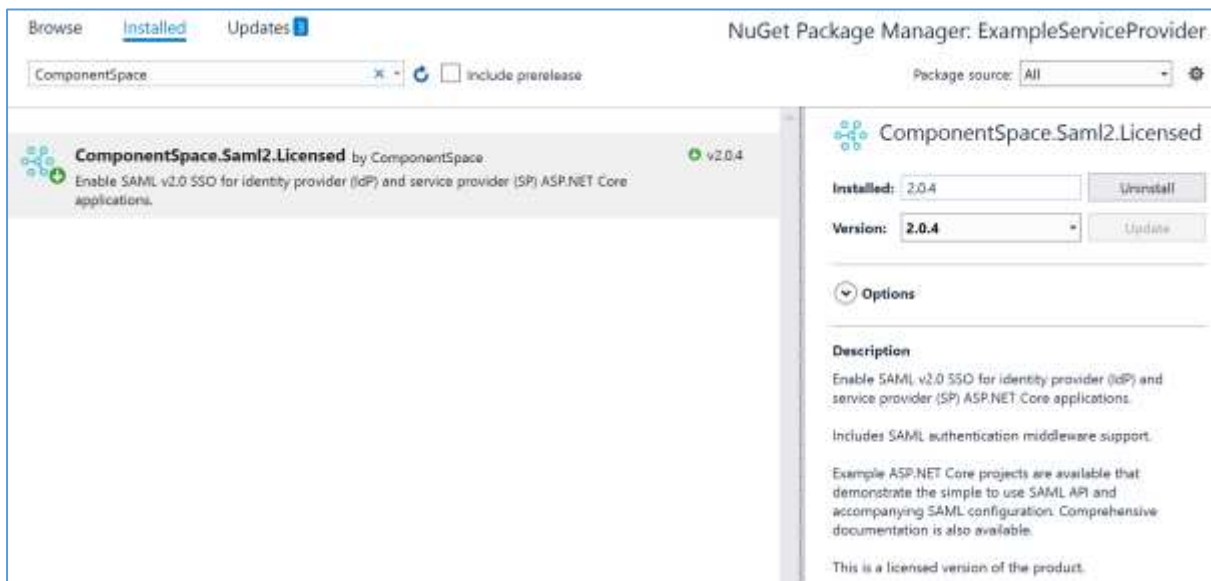 Browse Installed Updates 3
NuGet Package Manager: ExampleServiceProvider
ComponentSpace
Include prerelease
Package source: All
ComponentSpace.Saml2.Licensed by ComponentSpace
v2.0.4
Enable SAML v2.0 SSO for identity provider (IdP) and service provider (SP) ASP.NET Core
applications.
ComponentSpace.Saml2.Licensed
Installed: 2.0.4 Uninstall
Version: 2.0.4 Update
Options
Description
Enable SAML v2.0 SSO for identity provider (IdP) and
service provider (SP) ASP.NET Core applications.
Includes SAML authentication middleware support.
Example ASP.NET Core projects are available that
demonstrate the simple to use SAML API and
accompanying SAML configuration. Comprehensive
documentation is also available.
This is a licensed version of the product.